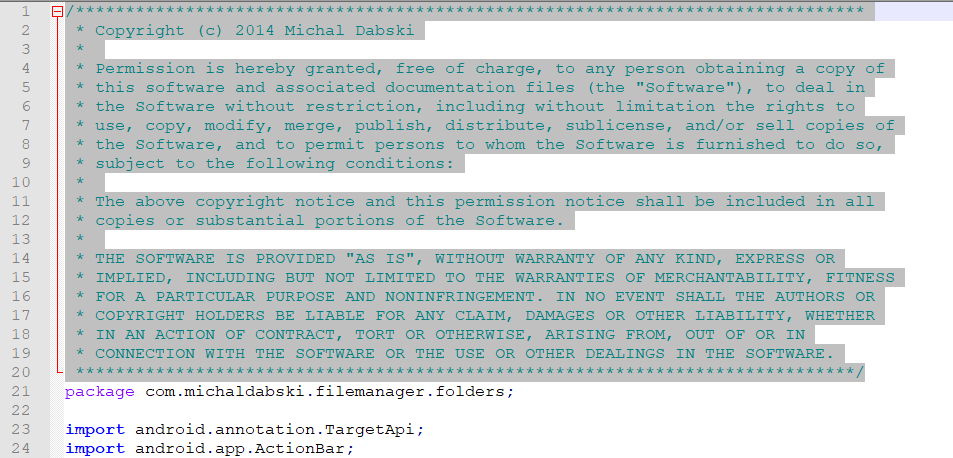 1 /*******************************************************************************
2 * Copyright (c) 2014 Michal Dabski
3 *
4 * Permission is hereby granted, free of charge, to any person obtaining a copy of
5 * this software and associated documentation files (the "Software"), to deal in
6 * the Software without restriction, including without limitation the rights to
7 * use, copy, modify, merge, publish, distribute, sublicense, and/or sell copies of
8 * the Software, and to permit persons to whom the Software is furnished to do so,
9 * subject to the following conditions:
10 *
11 * The above copyright notice and this permission notice shall be included in all
12 * copies or substantial portions of the Software.
13 *
14 * THE SOFTWARE IS PROVIDED "AS IS", WITHOUT WARRANTY OF ANY KIND, EXPRESS OR
15 * IMPLIED, INCLUDING BUT NOT LIMITED TO THE WARRANTIES OF MERCHANTABILITY, FITNESS
16 * FOR A PARTICULAR PURPOSE AND NONINFRINGEMENT. IN NO EVENT SHALL THE AUTHORS OR
17 * COPYRIGHT HOLDERS BE LIABLE FOR ANY CLAIM, DAMAGES OR OTHER LIABILITY, WHETHER
18 * IN AN ACTION OF CONTRACT, TORT OR OTHERWISE, ARISING FROM, OUT OF OR IN
19 * CONNECTION WITH THE SOFTWARE OR THE USE OR OTHER DEALINGS IN THE SOFTWARE.
20 ******************************************************************************/
21 package com.michaldabski.filemanager.folders;
22
23 import android.annotation.TargetApi;
24 import android.app.ActionBar;